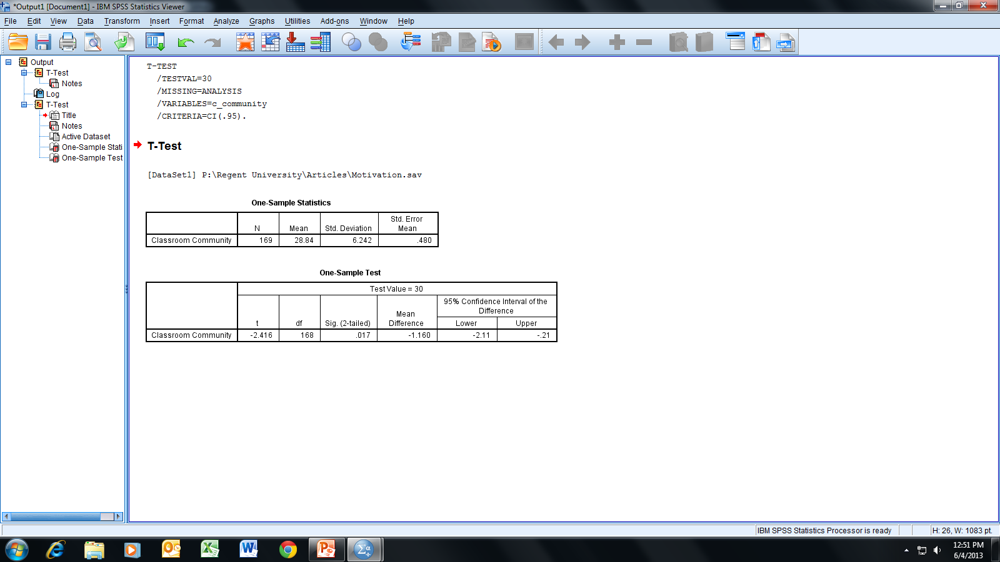 *Output1 [Document1] - IBM SPSS Statistics Viewer
File Edit View Data Transform Insert Format Analyze Graphs Utilities Add-ons Window Help
Output
T-Test
Notes
Log
T-Test
Title
Notes
Active Dataset
One-Sample Stati
One-Sample Test
T-TEST
/TESTVAL=30
/MISSING=ANALYSIS
/VARIABLES=c_community
/CRITERIA=CI(.95).
T-Test
[DataSet1] P:\Regent University\Articles\Motivation.sav
One-Sample Statistics
N Mean Std. Deviation Std. Error Mean
Classroom Community 169 28.84 6.242 .480
One-Sample Test
Test Value = 30
t df Sig. (2-tailed) Mean Difference 95% Confidence Interval of the Difference
Lower Upper
Classroom Community -2.416 168 .017 -1.160 -2.11 -.21
IBM SPSS Statistics Processor is ready H: 26, W: 1083 pt.
12:51 PM
6/4/2013